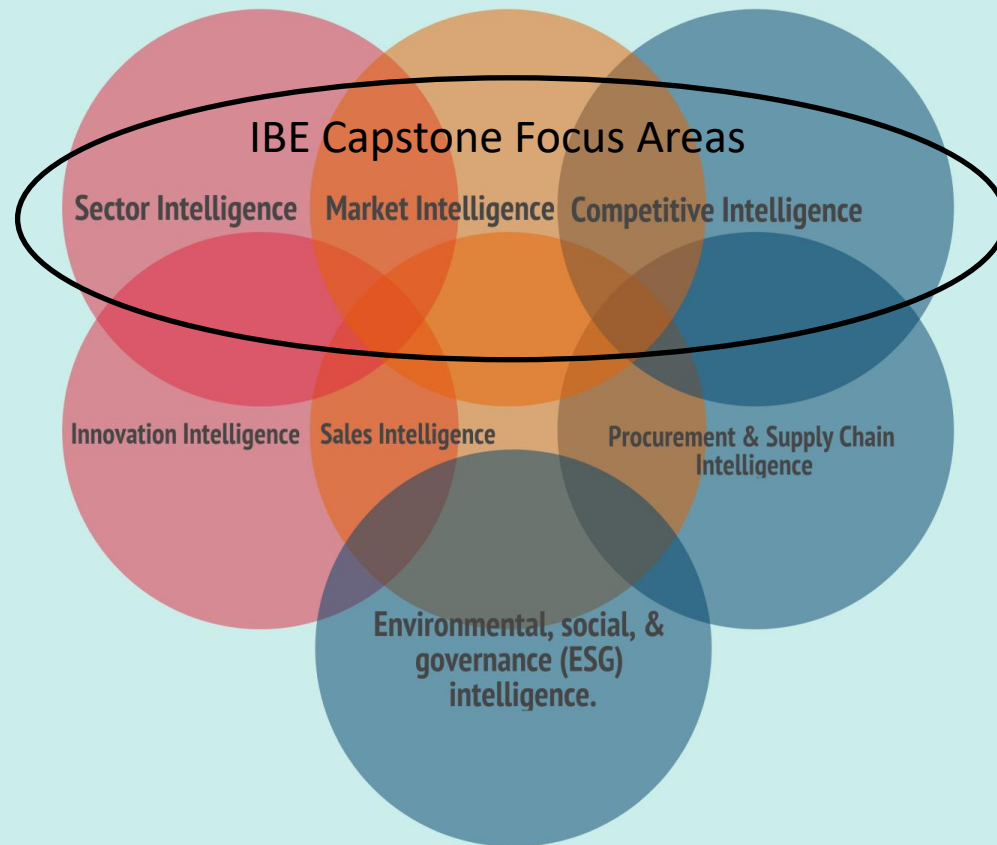 IBE Capstone Focus Areas
Sector Intelligence
Market Intelligence
Competitive Intelligence
Innovation Intelligence
Sales Intelligence
Procurement & Supply Chain
Intelligence
Environmental, social, &
governance (ESG)
intelligence.